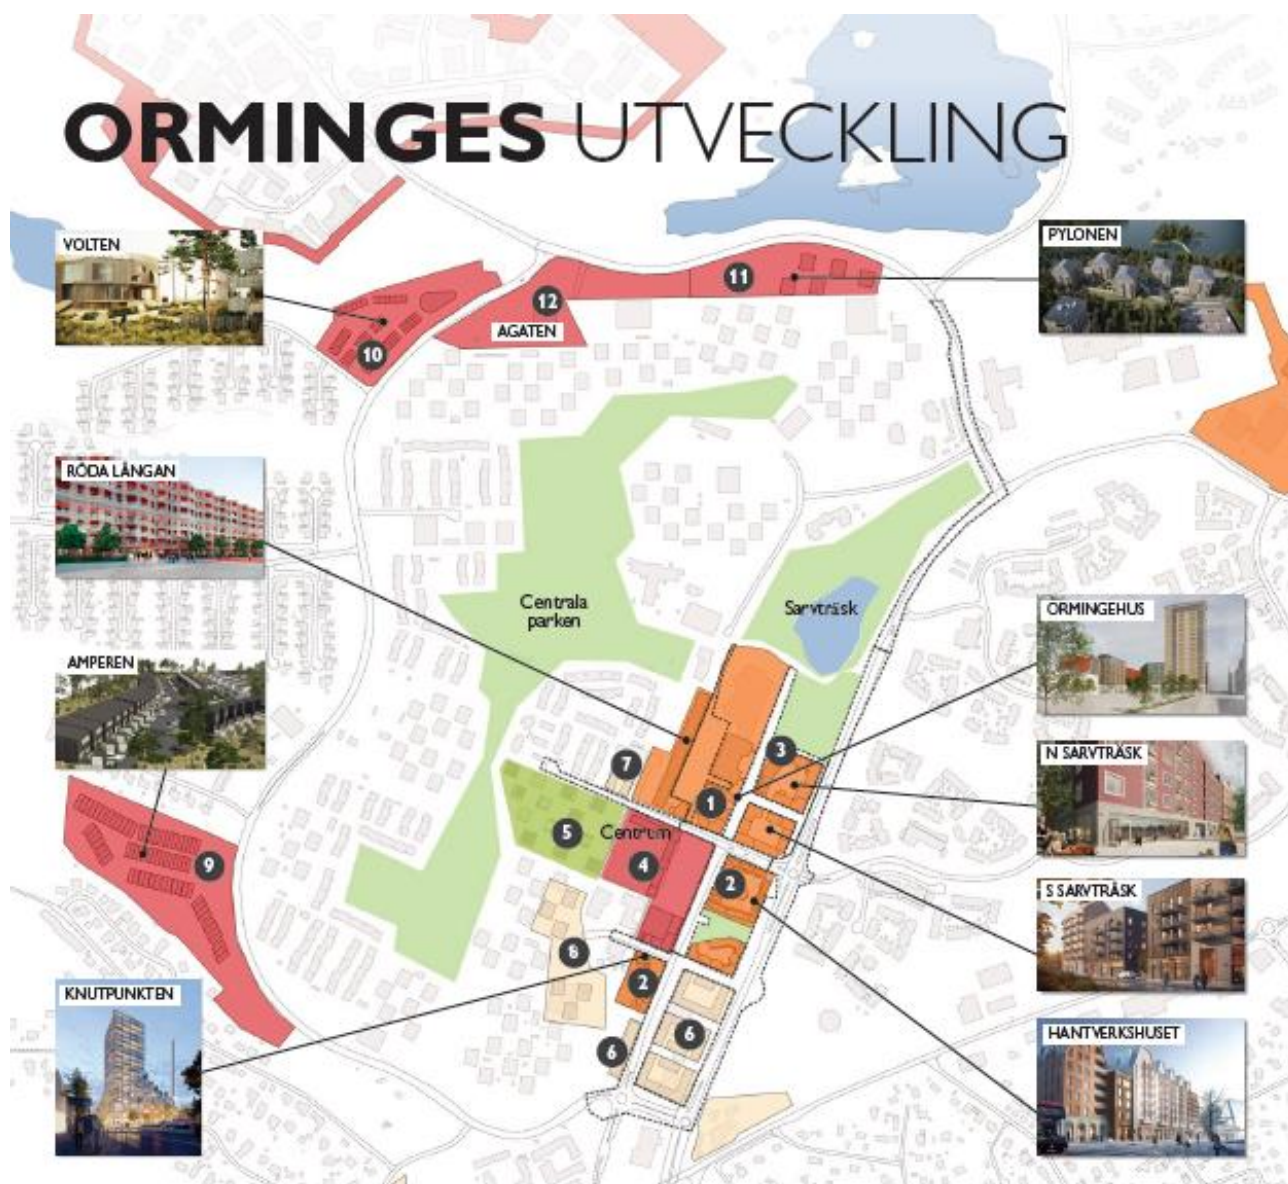 ORMINGES UTVECKLING
VOLTEN
PYLONEN
11
12
AGATEN
10
RÖDA LÅNGAN
Centrala
parken
Sarvträsk
ORMINGEHUS
AMPEREN
3
7
N SARVTRÄSK
1
5
Centrum
4
9
2
S SARVTRÄSK
8
KNUTPUNKTEN
2
6
6
HANTVERKSHUSET